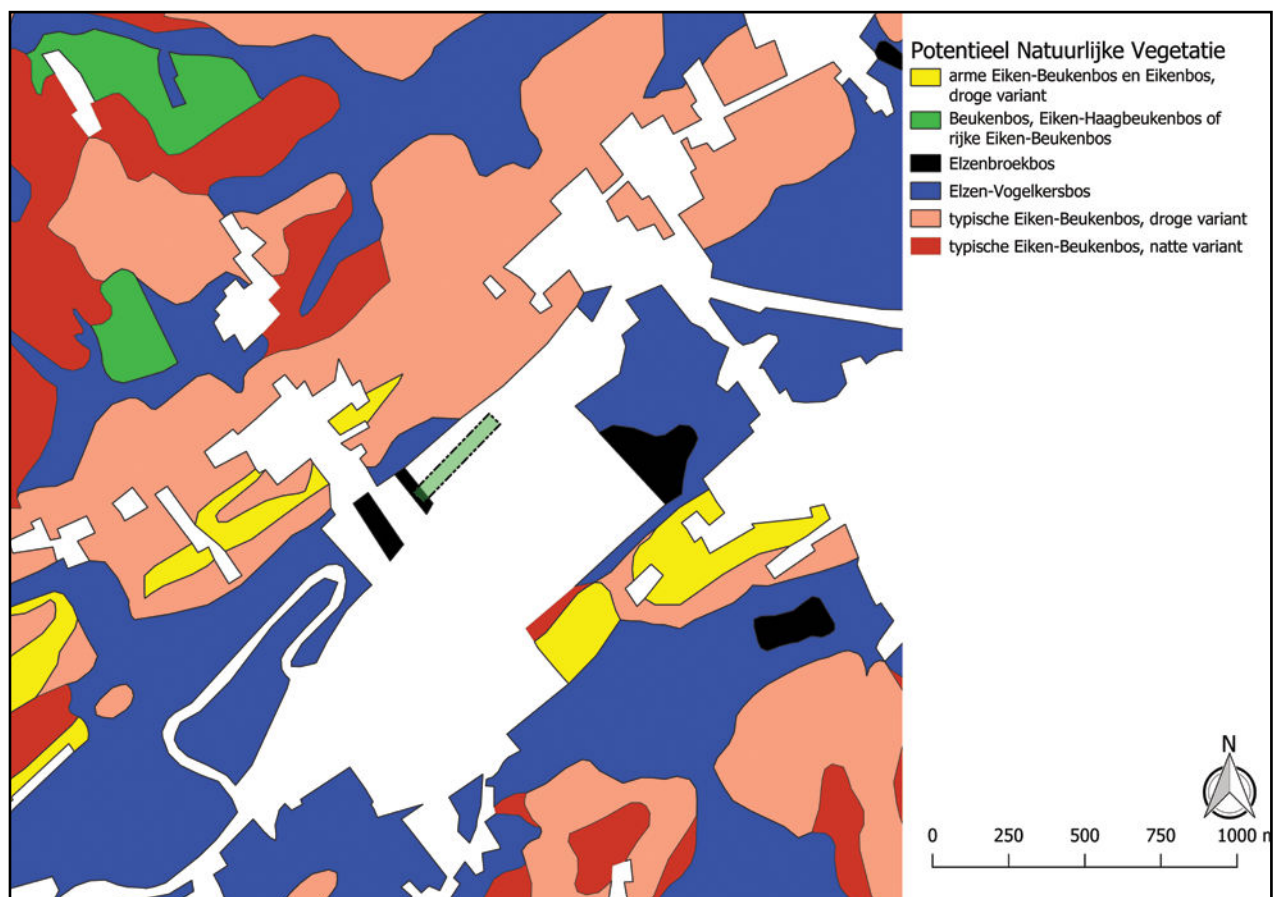 Potentieel Natuurlijke Vegetatie
arme Eiken-Beukenbos en Eikenbos,
droge variant
Beukenbos, Eiken-Haagbeukenbos of
rijke Eiken-Beukenbos
Elzenbroekbos
Elzen-Vogelkersbos
typische Eiken-Beukenbos, droge variant
typische Eiken-Beukenbos, natte variant
N
0 250 500 750 1000 m